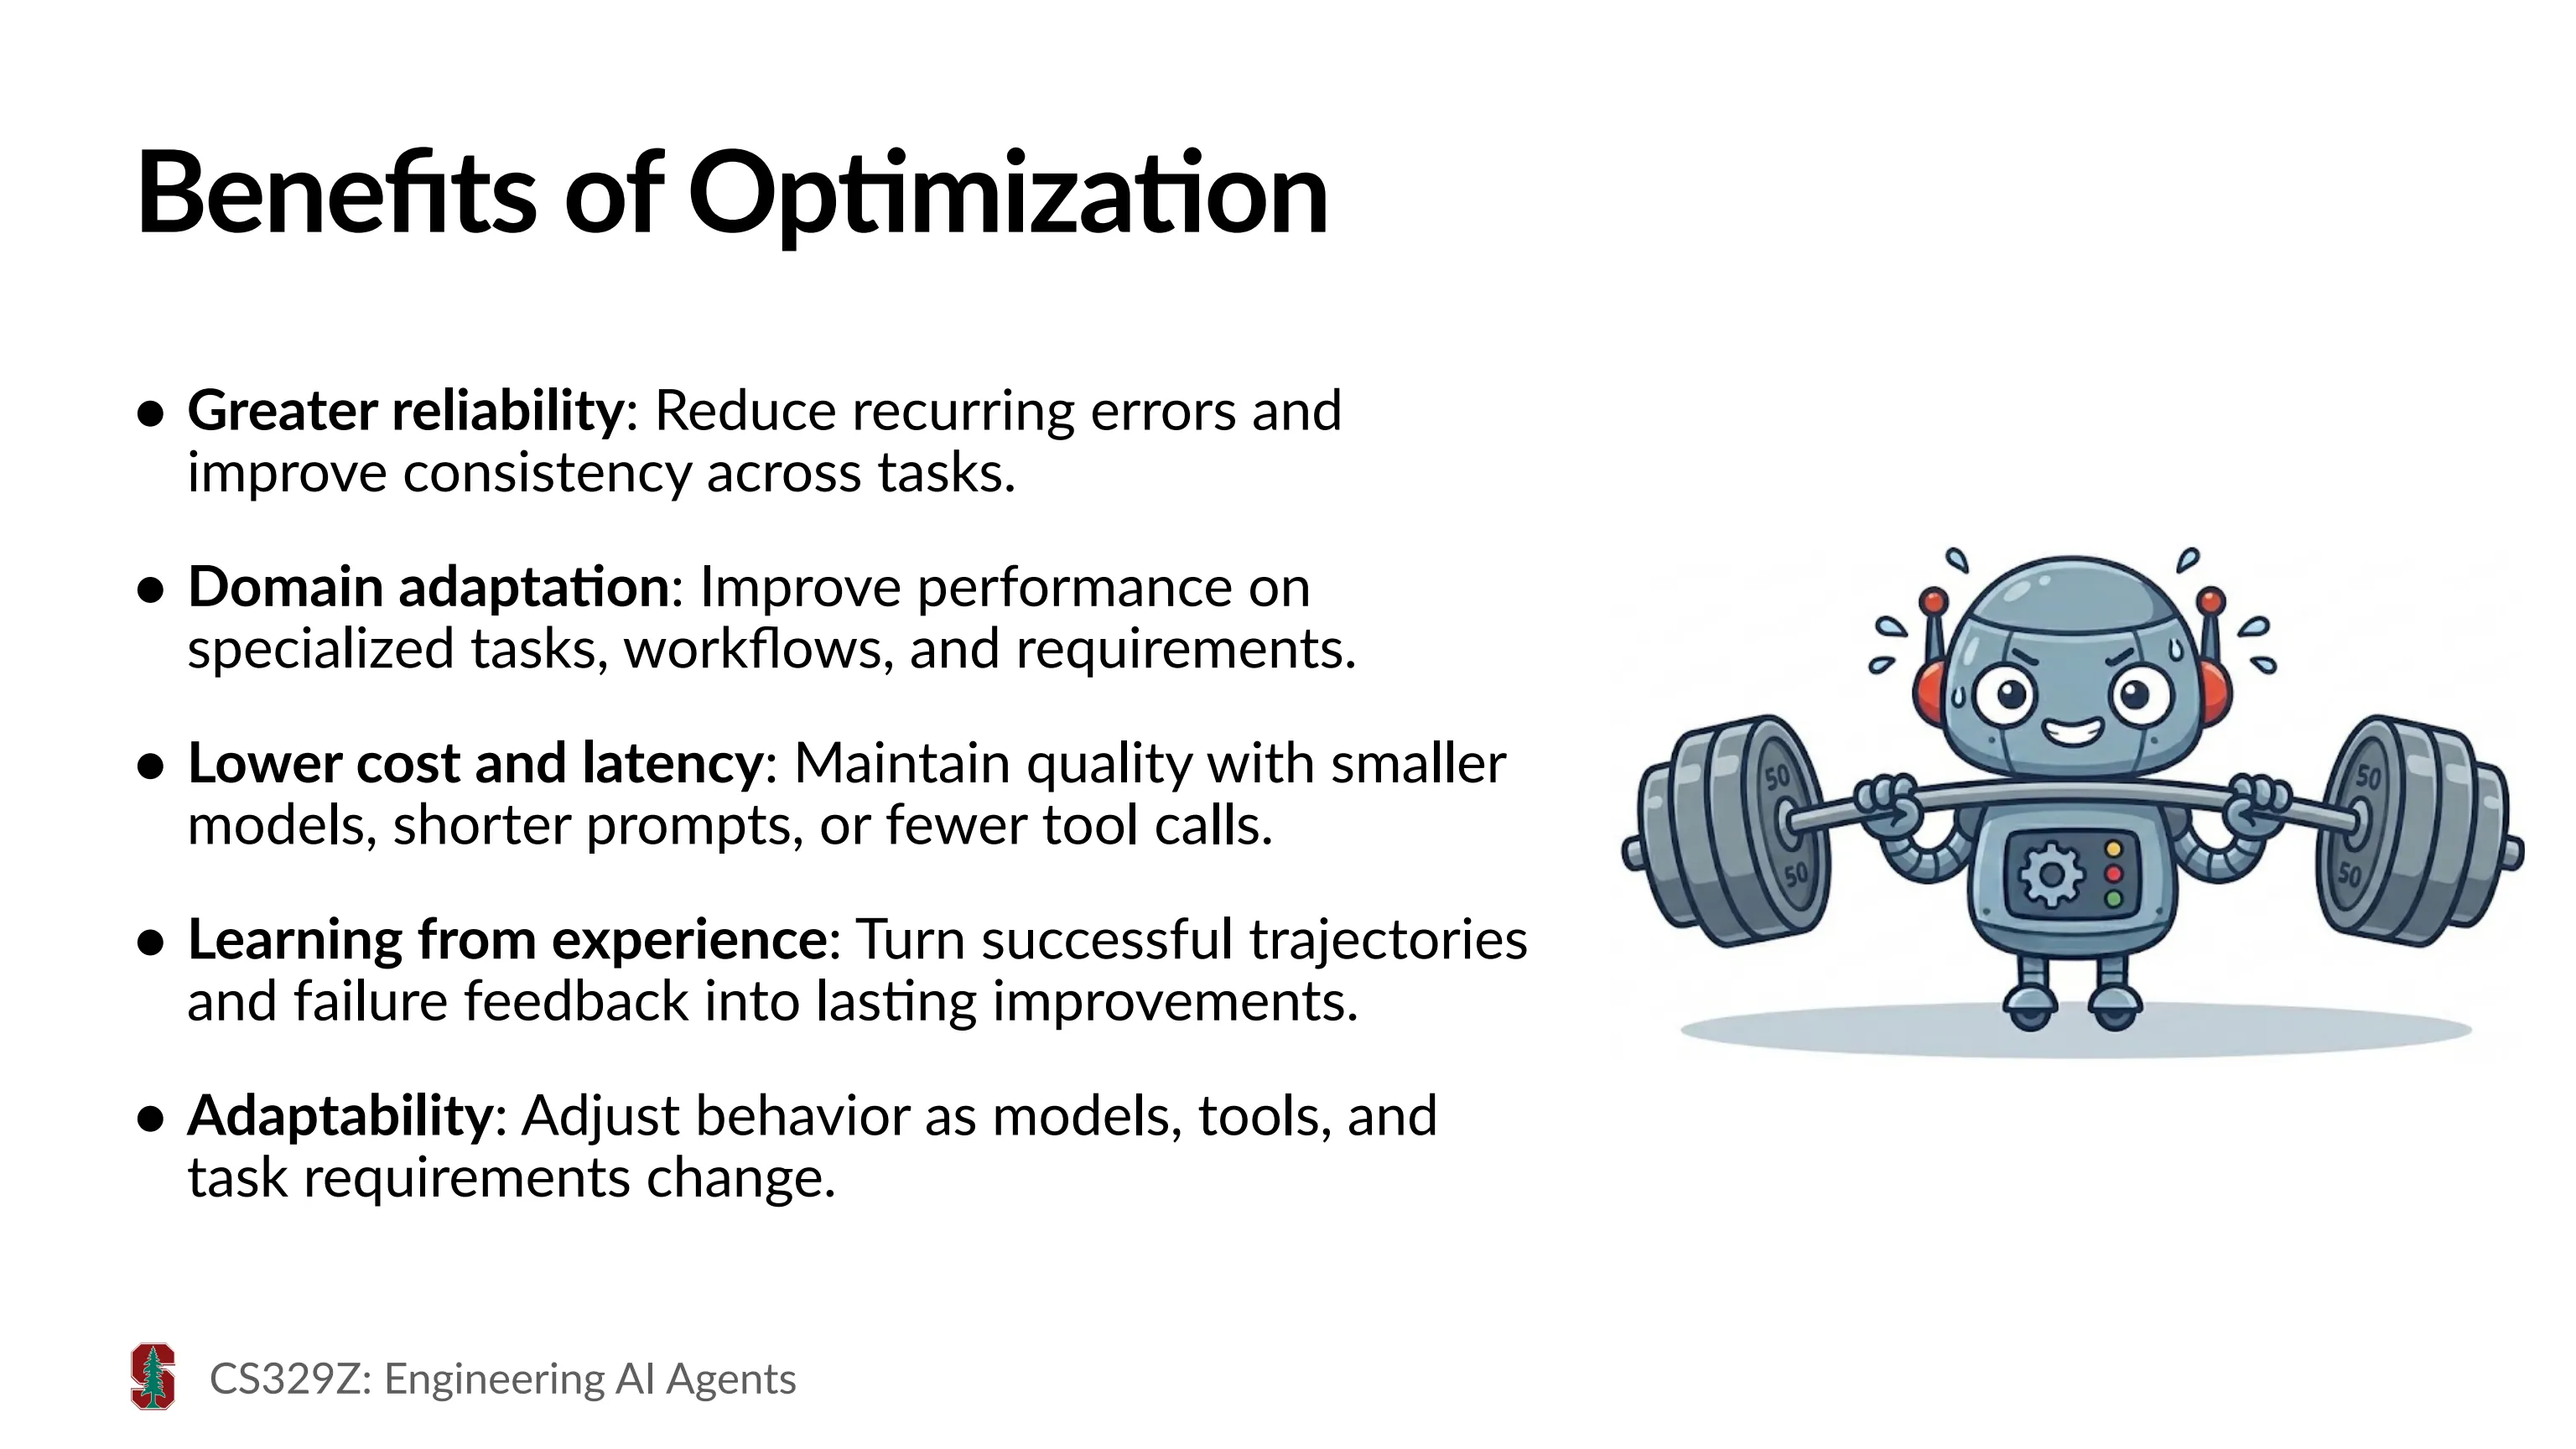 Benefits of Optimization
● Greater reliability: Reduce recurring errors and
improve consistency across tasks.
● Domain adaptation: Improve performance on
specialized tasks, workflows, and requirements.
● Lower cost and latency: Maintain quality with smaller
models, shorter prompts, or fewer tool calls.
● Learning from experience: Turn successful trajectories
and failure feedback into lasting improvements.
● Adaptability: Adjust behavior as models, tools, and
task requirements change.
50
50
50
50
S CS329Z: Engineering AI Agents